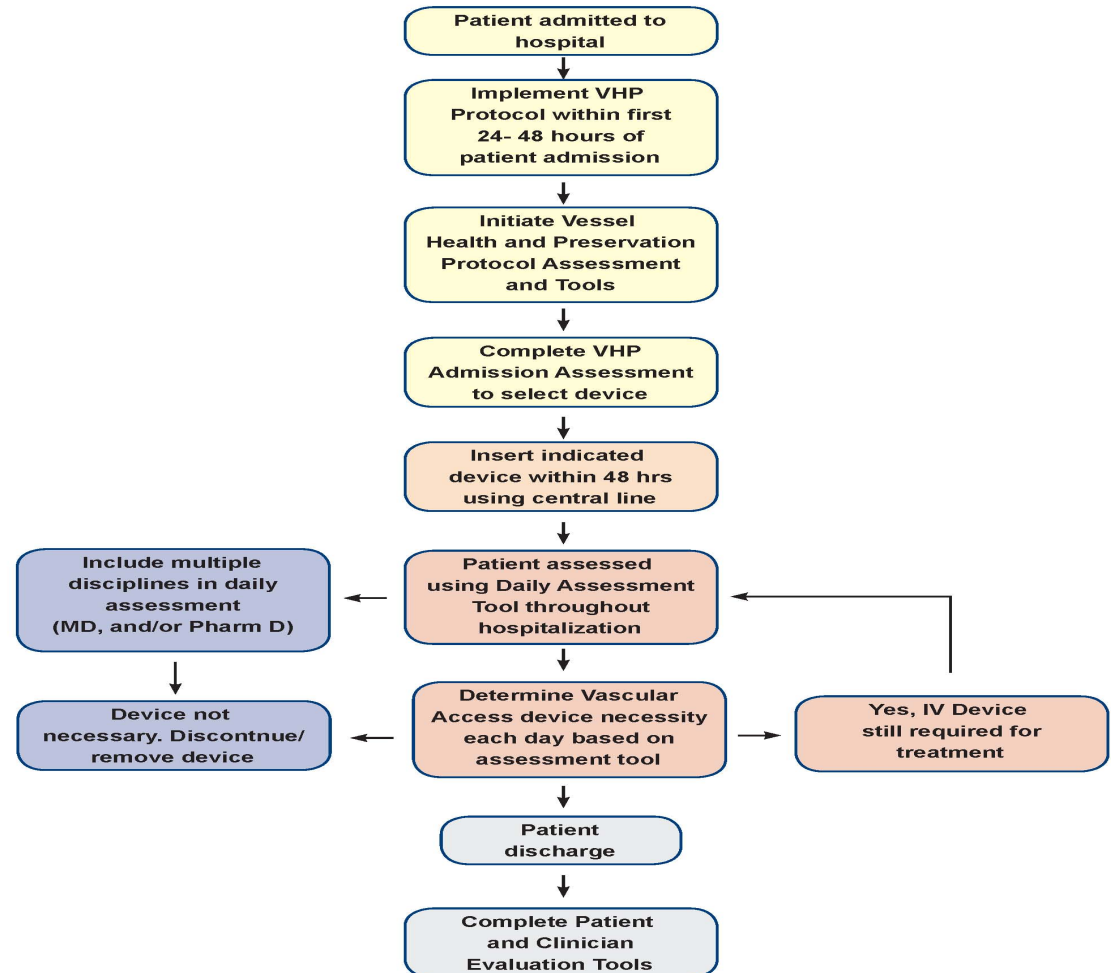 Patient admitted to
hospital
Implement VHP
Protocol within first
24- 48 hours of
patient admission
Initiate Vessel
Health and Preservation
Protocol Assessment
and Tools
Complete VHP
Admission Assessment
to select device
Insert indicated
device within 48 hrs
using central line
Include multiple
disciplines in daily
assessment
(MD, and/or Pharm D)
Patient assessed
using Daily Assessment
Tool throughout
hospitalization
Device not
necessary. Discontnue/
remove device
Determine Vascular
Access device necessity
each day based on
assessment tool
Yes, IV Device
still required for
treatment
Patient
discharge
Complete Patient
and Clinician
Evaluation Tools